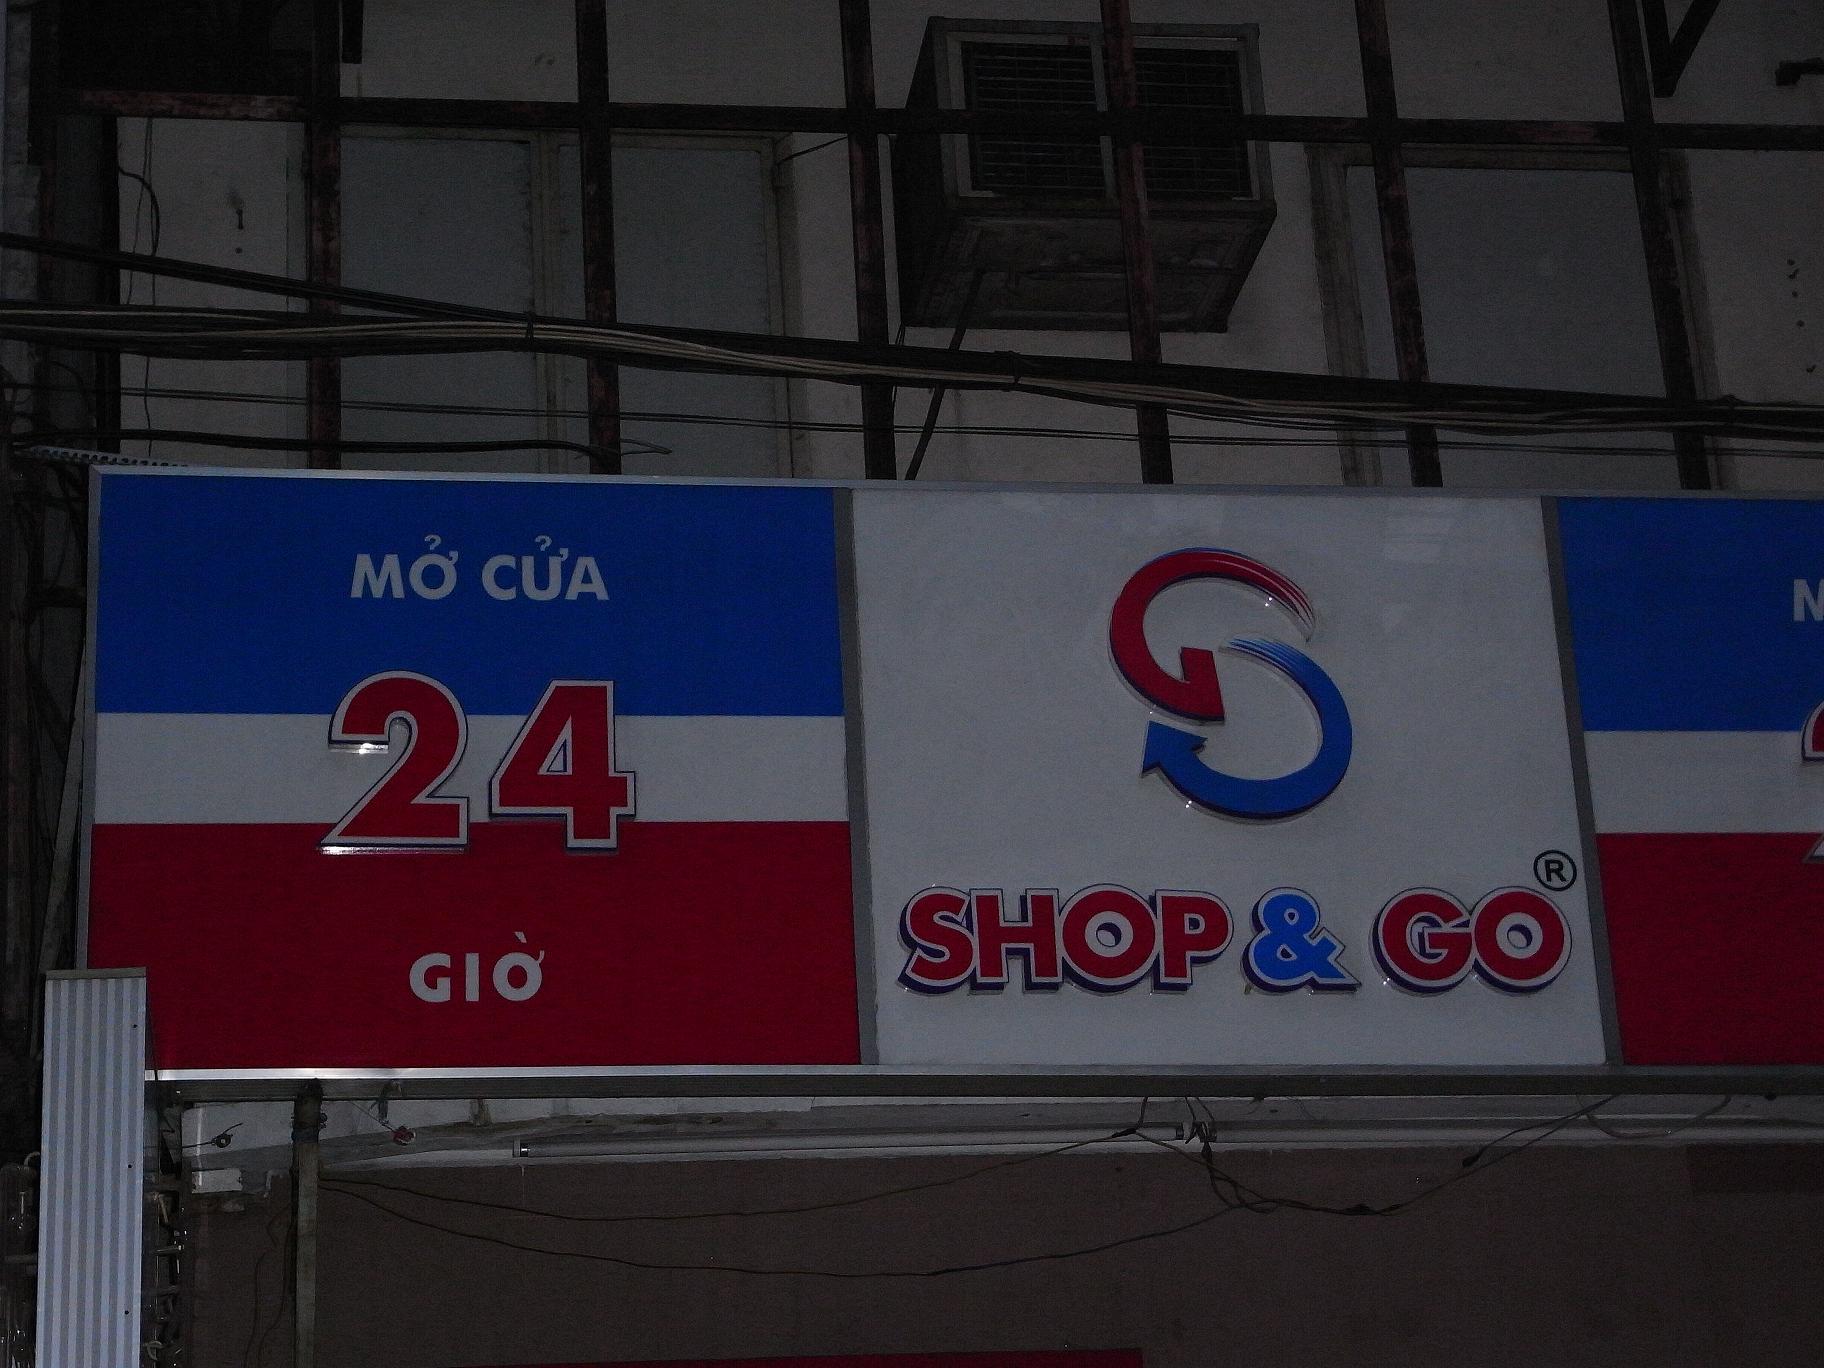 MỞ CỬA
24
GIỜ
SHOP & GO®